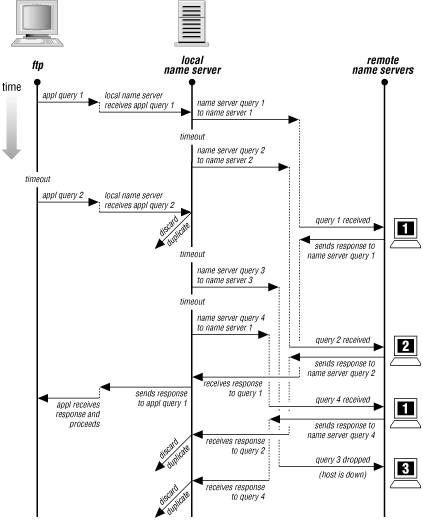 ftp
local
name server
remote
name servers
time
appl query 1
local name server
receives appl query 1
name server query 1
to name server 1
timeout
name server query 2
to name server 2
timeout
appl query 2
local name server
receives appl query 2
discard
duplicate
query 1 received
1
sends response to
name server query 1
timeout
name server query 3
to name server 3
timeout
name server query 4
to name server 1
query 2 received
2
sends response to
name server query 2
receives response
to query 1
sends response
to appl query 1
appl receives
response and
proceeds
query 4 received
1
sends response to
name server query 4
discard
duplicate
receives response
to query 2
query 3 dropped
(host is down)
3
discard
duplicate
receives response
to query 4